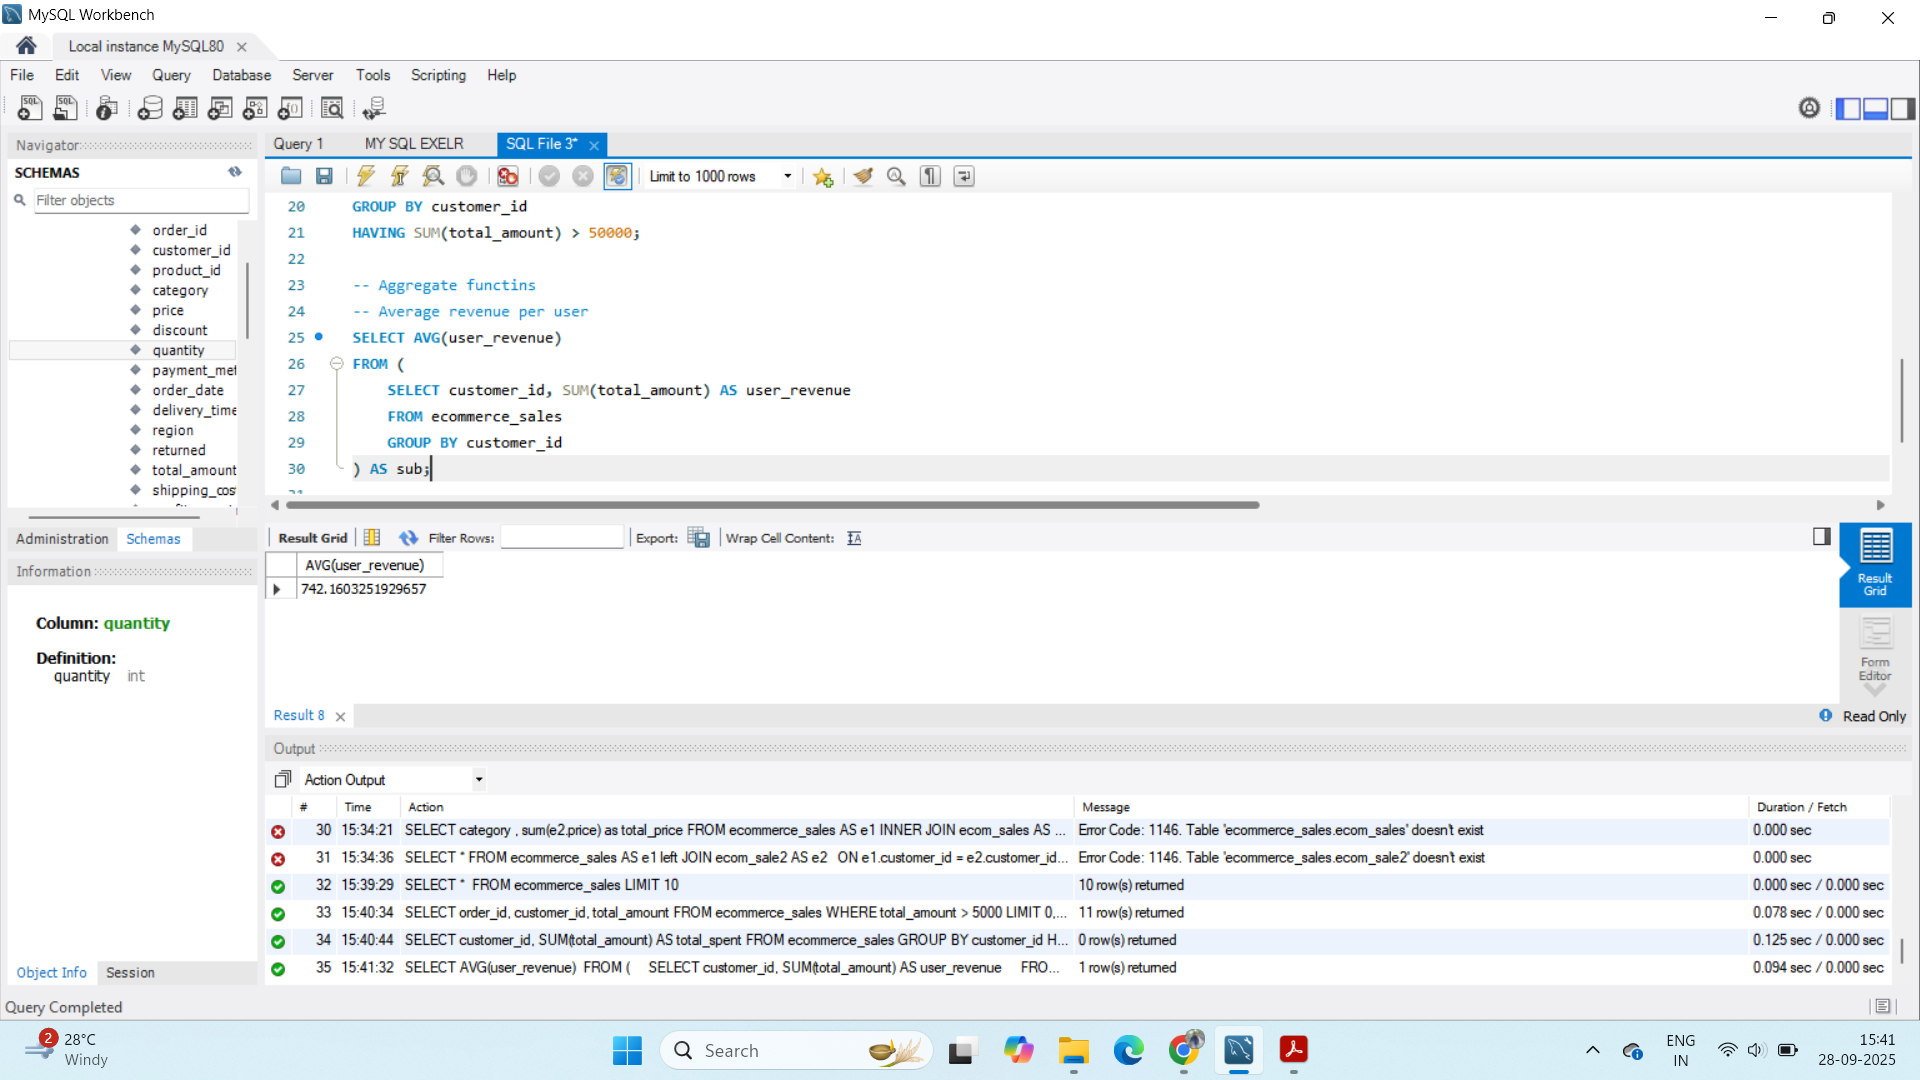 MySQL Workbench
Local instance MySQL80
File Edit View Query Database Server Tools Scripting Help
Navigator
SCHEMAS
Filter objects
order_id
customer_id
product_id
category
price
discount
quantity
payment_met
order_date
delivery_time
region
returned
total_amount
shipping_cos
Administration Schemas
Information
Column: quantity
Definition:
quantity int
Object Info Session
Query Completed
Query 1 MY SQL EXELR SQL File 3*
Limit to 1000 rows
20 GROUP BY customer_id
21 HAVING SUM(total_amount) > 50000;
22
23 -- Aggregate functins
24 -- Average revenue per user
25 SELECT AVG(user_revenue)
26 FROM (
27 SELECT customer_id, SUM(total_amount) AS user_revenue
28 FROM ecommerce_sales
29 GROUP BY customer_id
30 ) AS sub;
Result Grid Filter Rows: Export: Wrap Cell Content:
AVG(user_revenue)
742.1603251929657
Result Grid
Form Editor
Result 8
Read Only
Output
Action Output
# Time Action Message Duration / Fetch
30 15:34:21 SELECT category , sum(e2.price) as total_price FROM ecommerce_sales AS e1 INNER JOIN ecom_sales AS ... Error Code: 1146. Table 'ecommerce_sales.ecom_sales' doesn't exist 0.000 sec
31 15:34:36 SELECT * FROM ecommerce_sales AS e1 left JOIN ecom_sale2 AS e2 ON e1.customer_id = e2.customer_id... Error Code: 1146. Table 'ecommerce_sales.ecom_sale2' doesn't exist 0.000 sec
32 15:39:29 SELECT * FROM ecommerce_sales LIMIT 10 10 row(s) returned 0.000 sec / 0.000 sec
33 15:40:34 SELECT order_id, customer_id, total_amount FROM ecommerce_sales WHERE total_amount > 5000 LIMIT 0,... 11 row(s) returned 0.078 sec / 0.000 sec
34 15:40:44 SELECT customer_id, SUM(total_amount) AS total_spent FROM ecommerce_sales GROUP BY customer_id H... 0 row(s) returned 0.125 sec / 0.000 sec
35 15:41:32 SELECT AVG(user_revenue) FROM ( SELECT customer_id, SUM(total_amount) AS user_revenue FRO... 1 row(s) returned 0.094 sec / 0.000 sec
2
28°C
Windy
Search
ENG
IN
15:41
28-09-2025